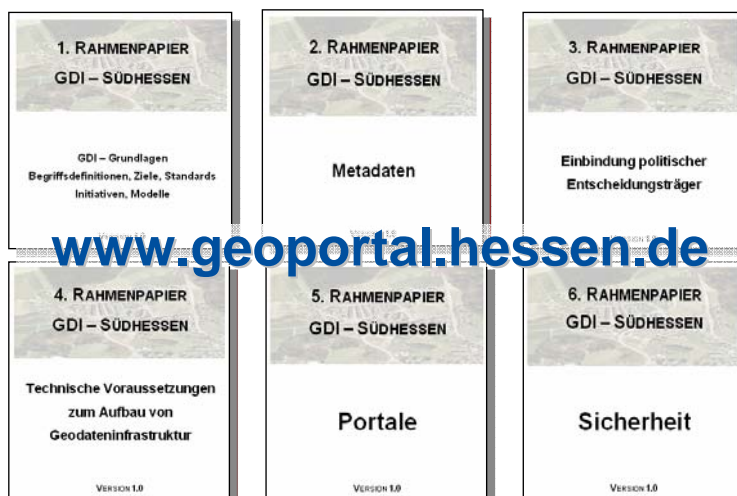 1. RAHMENPAPIER
GDI – SÜDHESSEN
GDI – Grundlagen
Begriffsdefinitionen, Ziele, Standards
Initiativen, Modelle
2. RAHMENPAPIER
GDI – SÜDHESSEN
Metadaten
3. RAHMENPAPIER
GDI – SÜDHESSEN
Einbindung politischer
Entscheidungsträger
www.geoportal.hessen.de
4. RAHMENPAPIER
GDI – SÜDHESSEN
Technische Voraussetzungen
zum Aufbau von
Geodateninfrastruktur
VERSION 1.0
5. RAHMENPAPIER
GDI – SÜDHESSEN
Portale
VERSION 1.0
6. RAHMENPAPIER
GDI – SÜDHESSEN
Sicherheit
VERSION 1.0